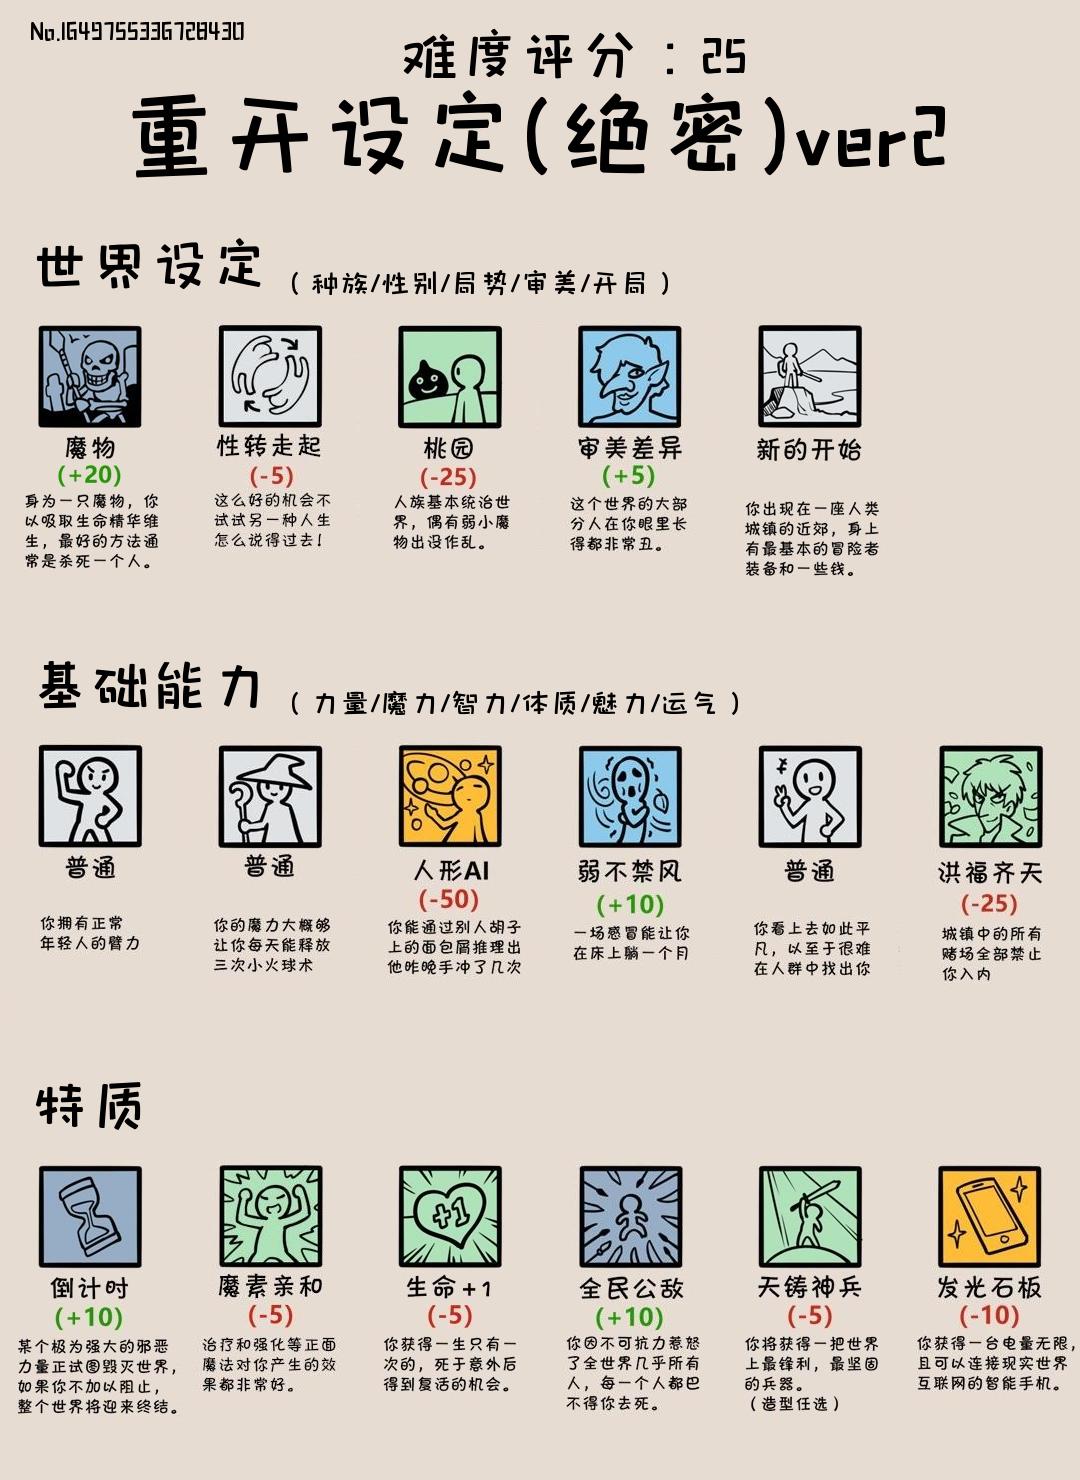 No.1649755336728430
难度评分：25
重开设定(绝密)ver2
世界设定（种族/性别/局势/审美/开局）
魔物
(+20)
身为一只魔物，你
以吸取生命精华维
生，最好的方法通
常是杀死一个人。
性转走起
(-5)
这么好的机会不
试试另一种人生
怎么说得过去！
桃园
(-25)
人族基本统治世
界，偶有弱小魔
物出没作乱。
审美差异
(+5)
这个世界的大部
分人在你眼里长
得都非常丑。
新的开始
你出现在一座人类
城镇的近郊，身上
有最基本的冒险者
装备和一些钱。
基础能力（力量/魔力/智力/体质/魅力/运气）
普通
你拥有正常
年轻人的臂力
普通
你的魔力大概够
让你每天能释放
三次小火球术
人形AI
(-50)
你能通过别人胡子
上的面包屑推理出
他昨晚手冲了几次
弱不禁风
(+10)
一场感冒能让你
在床上躺一个月
普通
你看上去如此平
凡，以至于很难
在人群中找出你
洪福齐天
(-25)
城镇中的所有
赌场全部禁止
你入内
特质
倒计时
(+10)
某个极为强大的邪恶
力量正试图毁灭世界，
如果你不加以阻止，
整个世界将迎来终结。
魔素亲和
(-5)
治疗和强化等正面
魔法对你产生的效
果都非常好。
+1
生命+1
(-5)
你获得一生只有一
次的，死于意外后
得到复活的机会。
全民公敌
(+10)
你因不可抗力惹怒
了全世界几乎所有
人，每一个人都巴
不得你去死。
天铸神兵
(-5)
你将获得一把世界
上最锋利，最坚固
的兵器。
（造型任选）
发光石板
(-10)
你获得一台电量无限，
且可以连接现实世界
互联网的智能手机。